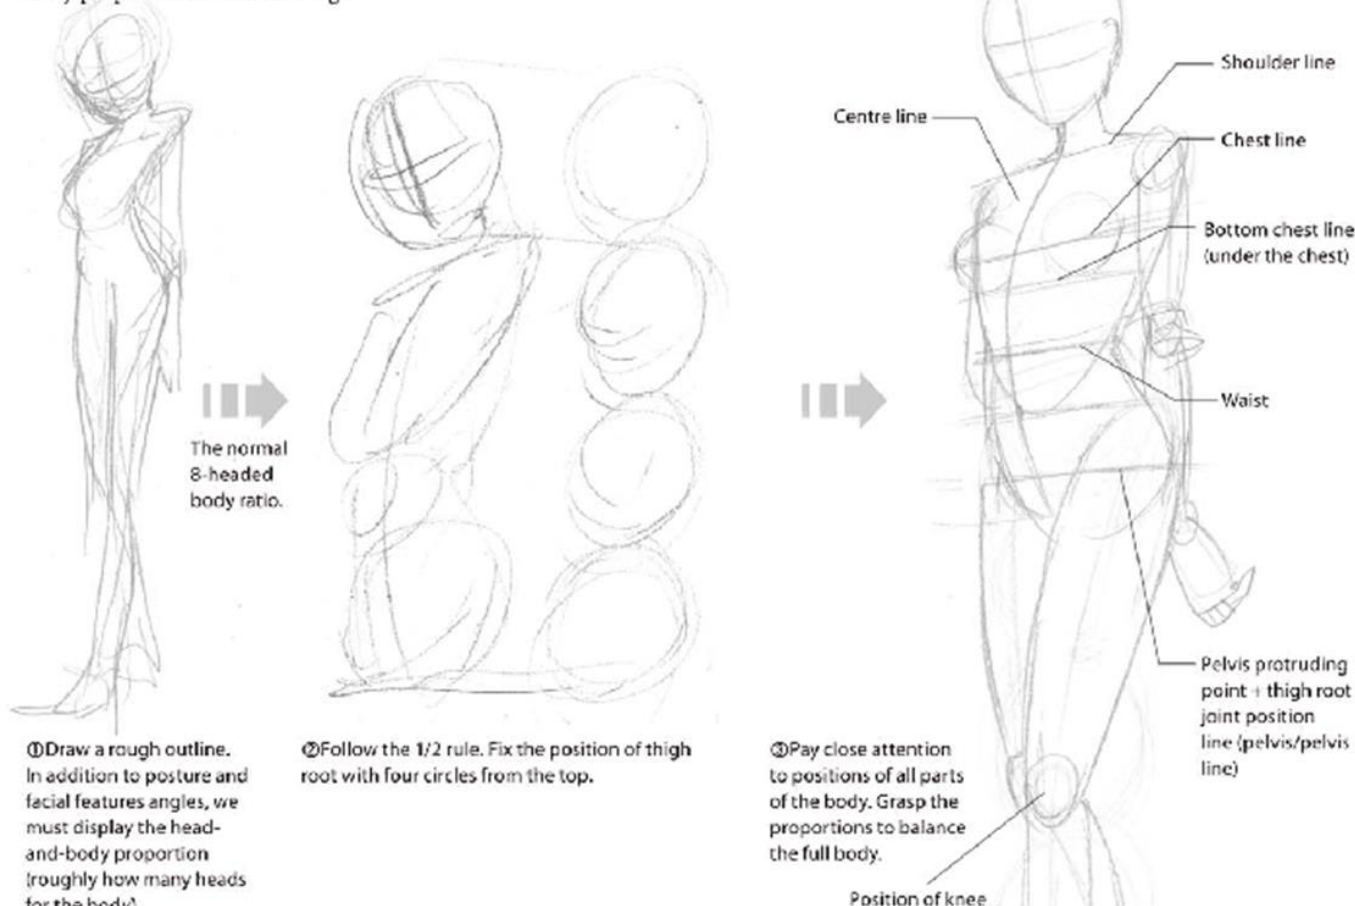 The normal
8-headed
body ratio.
①Draw a rough outline.
In addition to posture and
facial features angles, we
must display the head-
and-body proportion
(roughly how many heads
for the body)
②Follow the 1/2 rule. Fix the position of thigh
root with four circles from the top.
Centre line
Shoulder line
Chest line
Bottom chest line
(under the chest)
Waist
Pelvis protruding
point + thigh root
joint position
line (pelvis/pelvis
line)
③Pay close attention
to positions of all parts
of the body. Grasp the
proportions to balance
the full body.
Position of knee